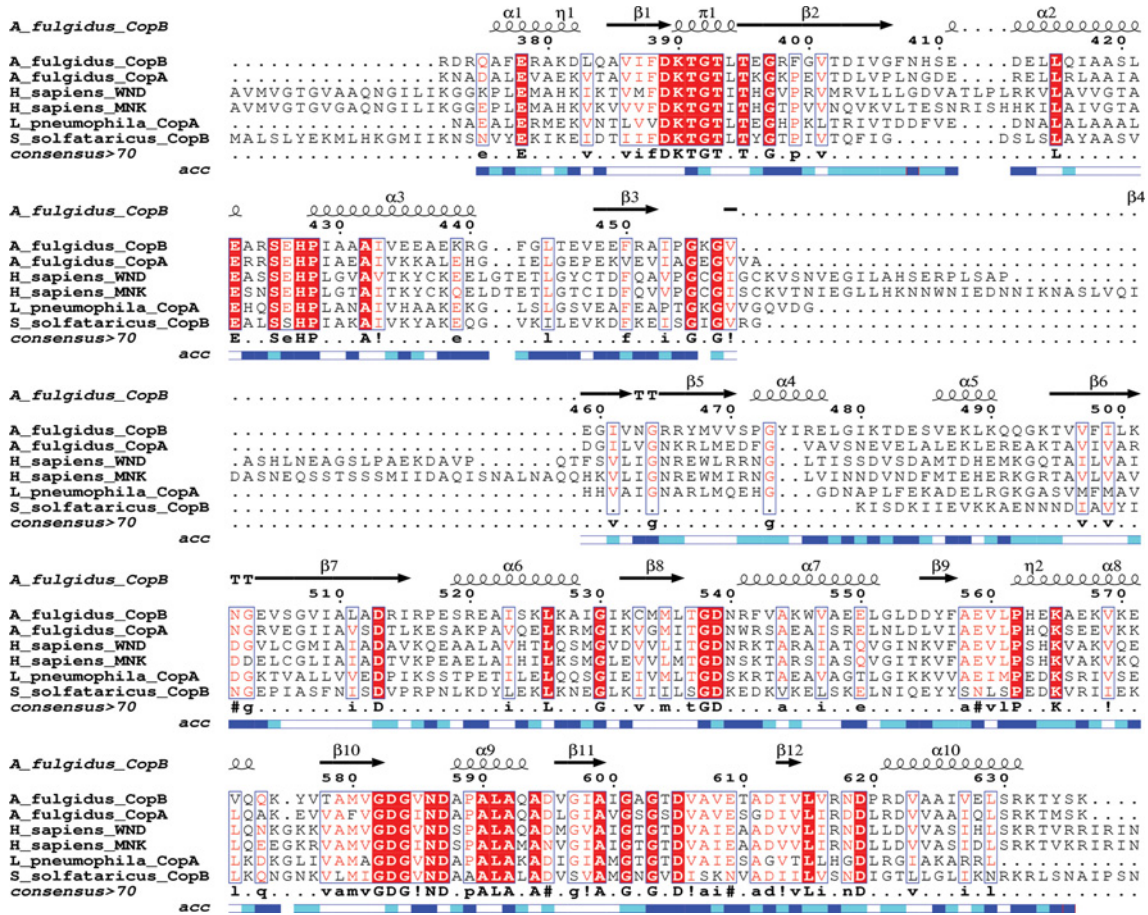 A_fulgidus_CopB α1 η1 β1 π1 β2 α2
380 390 400 410 420
A_fulgidus_CopB ................RDRQAFERAKDLQAVIFDKTGTLTEGRFGVTDIVGFNHSE....DELLQIAASL
A_fulgidus_CopA ................KNADALEVAEKVTAVIFDKTGTLTKGKPEVTDLVPLNGDE....RELLRLAAIA
H_sapiens_WND AVMVGTGVAAQNGILIKGGKPLEMAHKIKTVMFDKTGTITHGVPRVMRVLLLGDVATLPLRKVLAVVGTA
H_sapiens_MNK AVMVGTGVGAQNGILIKGGEPLEMAHKVKVVVFDKTGTITHGTPVVNQVKVLTESNRISHHKILAIVGTA
L_pneumophila_CopA .................NAEALERMEKVNTLVVDKTGTLTEGHPKLTRIVTDDFVE....DNALALAAAL
S_solfataricus_CopB MALSLYEKMLHKGMIIKNSNVYEKIKEIDTIIFDKTGTLTYGTPIVTQFIG........DSLSLAYAASV
consensus>70 ...................e..E....v..vifDKTGT.T.G.p.v.................L.......
acc
A_fulgidus_CopB α3 β3 β4
430 440 450
A_fulgidus_CopB EARSEHPIAAAIVEEAEKRG..FGLTEVEEFRAIPGKGV...............................
A_fulgidus_CopA ERRSEHPIAEAIVKKALEHG..IELGEPEKVEVIAGEGVVA.............................
H_sapiens_WND EASSEHPLGVAVTKYCKEELGTETLGYCTDFQAVPGCGIGCKVSNVEGILAHSERPLSAP..........
H_sapiens_MNK ESNSEHPLGTAITKYCKQELDTETLGTCIDFQVVPGCGISCKVTNIEGLLHKNNWNIEDNNIKNASLVQI
L_pneumophila_CopA EHQSEHPLANAIVHAAKEKG..LSLGSVEAFEAPTGKGVVGQVDG.........................
S_solfataricus_CopB EALSSHPIAKAIVKYAKEQG..VKILEVKDFKEISGIGVRG.............................
consensus>70 E.SeHP...A!......e.....l.....f..i.G.G!...............................
acc
A_fulgidus_CopB β5 α4 α5 β6
460 TT 470 480 490 500
A_fulgidus_CopB ...........................EGIVNGRRYMVVSPGYIRELGIKTDESVEKLKQQGKTVVFILK
A_fulgidus_CopA ...........................DGILVGNKRLMEDFG..VAVSNEVELALEKLEREAKTAVIVAR
H_sapiens_WND .ASHLNEAGSLPAEKDAVP.....QTFSVLIGNREWLRRNG..LTISSDVSDAMTDHEMKGQTAILVAI
H_sapiens_MNK DASNEQSSTSSSMIIDAQISNALNAQQHKVLIGNREWMIRNG..LVINNDVNDFMTEHERKGRTAVLVAV
L_pneumophila_CopA ...........................HHVAIGNARLMQEHG..GDNAPLFEKADELRGKGASVMFMAV
S_solfataricus_CopB ................................................KISDKIIEVKKAENNNDIAVYI
consensus>70 .............................v..g........g.......................v.v..
acc
A_fulgidus_CopB TT β7 α6 β8 α7 β9 η2 α8
510 520 530 540 550 560 570
A_fulgidus_CopB NGEVSGVIALADRIRPESREAISKLKAIGIKCMMLTGDNRFVAKWVAEELGLDDYFAEVLPHEKAEKVKE
A_fulgidus_CopA NGRVEGIIAVSDTLKESAKPAVQELKRMGIKVGMITGDNWRSAEAISRELNLDLVIAEVLPHQKSEEVKK
H_sapiens_WND DGVLCGMIAIADAVKQEAALAVHTLQSMGVDVVLITGDNRKTARAIATQVGINKVFAEVLPSHKVAKVQE
H_sapiens_MNK DDELCGLIAIADTVKPEAELAIHILKSMGLEVVLMTGDNSKTARSIASQVGITKVFAEVLPSHKVAKVKQ
L_pneumophila_CopA DGKTVALLVVEDPIKSSTPETILELQQSGIEIVMLTGDSKRTAEAVAGTLGIKKVVAEIMPEDKSRIVSE
S_solfataricus_CopB NGEPIASFNISDVPRPNLKDYLEKLKNEGLKIIILSGDKEDKVKELSKELNIQEYYSNLSPEDKVRIIEK
consensus>70 #g.......i.D.........i..L...G..v.mtGD....a..i...e.......a#vlP..K...!..
acc
A_fulgidus_CopB β10 α9 β11 β12 α10
580 590 600 610 620 630
A_fulgidus_CopB VQQK.YVTAMVGDGVNDAPALAQADVGIAIGAGTDVAVETADIVLVRNDPRDVAAIVELSRKTYSK....
A_fulgidus_CopA LQAK.EVVAFVGDGINDAPALAQADLGIAVGSGSDVAVESGDIVLIRDDLRDVVAAIQLSRKTMSK....
H_sapiens_WND LQNKGKKVAMVGDGVNDSPALAQADMGVAIGTGTDVAIEAADVVLIRNDLLDVVASIHLSKRTVRRIRIN
H_sapiens_MNK LQEEGKRVAMVGDGINDSPALAMANVGIAIGTGTDVAIEAADVVLIRNDLLDVVASIDLSRKTVKRIRIN
L_pneumophila_CopA LKDKGLIVAMAGDGVNDAPALAKADIGIAMGTGTDVAIESAGVTLLHGDLRGIAKARRL...........
S_solfataricus_CopB LKQNGNKVLMIGDGVNDAAALALADVSVAMGNGVDISKNVADIILVSNDIGTLLGLIKNRKRLSNAIPSN
consensus>70 l.q.....vamvGDG!ND.pALA.A#.g!A.G.G.D!ai#.ad!vLi.nD....v....il.........
acc